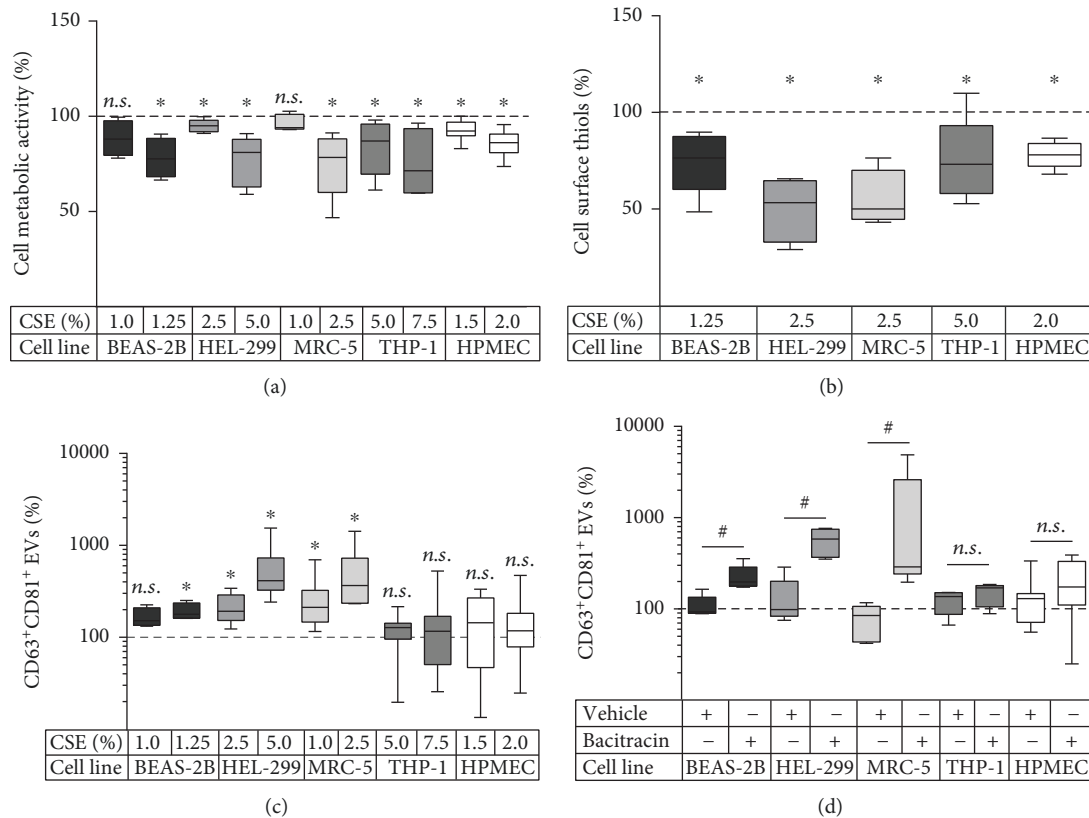 150
100
50
Cell metabolic activity (%)
n.s. * * * n.s. * * * * *
CSE (%) 1.0 1.25 2.5 5.0 1.0 2.5 5.0 7.5 1.5 2.0
Cell line BEAS-2B HEL-299 MRC-5 THP-1 HPMEC
(a)
150
100
50
Cell surface thiols (%)
* * * * *
CSE (%) 1.25 2.5 2.5 5.0 2.0
Cell line BEAS-2B HEL-299 MRC-5 THP-1 HPMEC
(b)
10000
1000
100
CD63+CD81+ EVs (%)
n.s. * * * * * n.s. n.s. n.s. n.s.
CSE (%) 1.0 1.25 2.5 5.0 1.0 2.5 5.0 7.5 1.5 2.0
Cell line BEAS-2B HEL-299 MRC-5 THP-1 HPMEC
(c)
10000
1000
100
CD63+CD81+ EVs (%)
# # # n.s. n.s.
Vehicle + − + − + − + − + −
Bacitracin − + − + − + − + − +
Cell line BEAS-2B HEL-299 MRC-5 THP-1 HPMEC
(d)